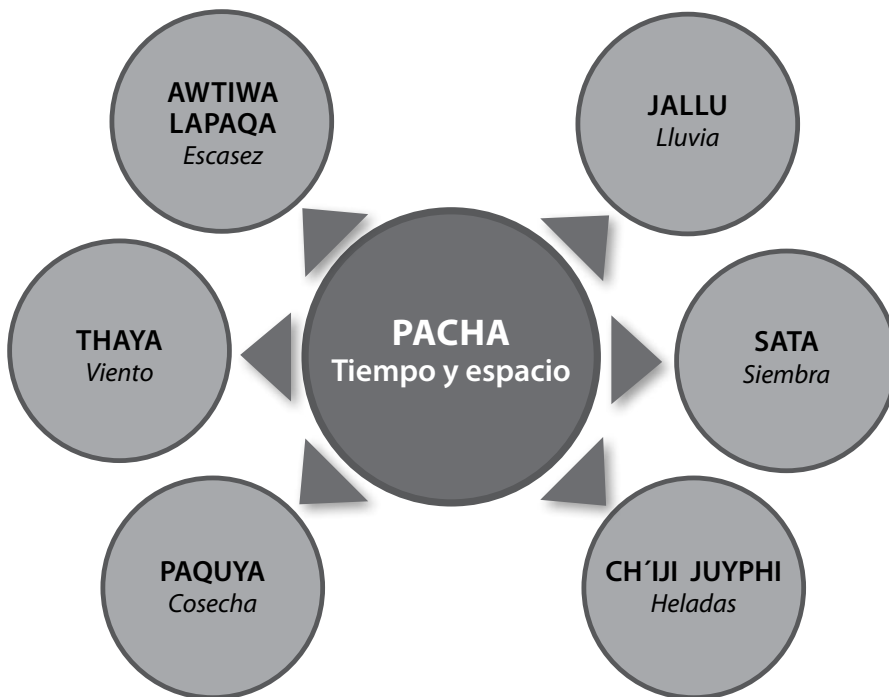 AWTIWA
LAPAQA
Escasez
JALLU
Lluvia
THAYA
Viento
PACHA
Tiempo y espacio
SATA
Siembra
PAQUYA
Cosecha
CH´IJI JUYPHI
Heladas